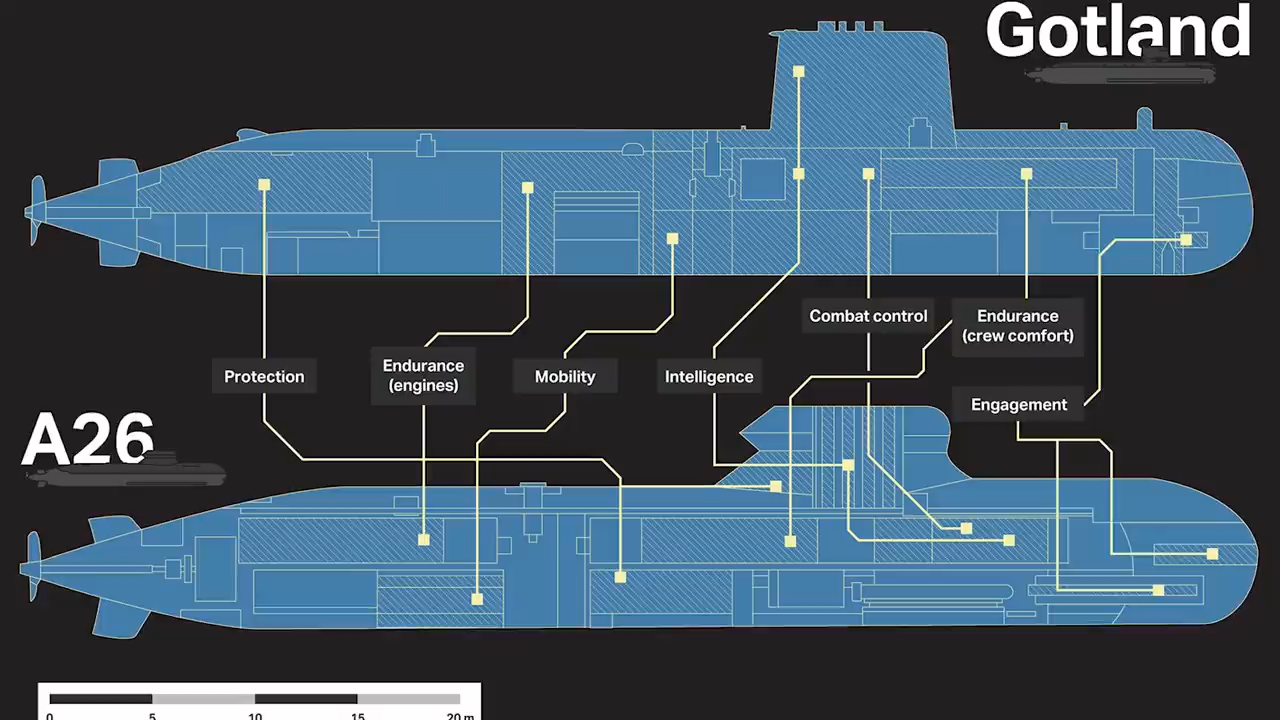 Gotland
Combat control
Endurance
(crew comfort)
Protection
Endurance
(engines)
Mobility
Intelligence
Engagement
A26
0 5 10 15 20 m